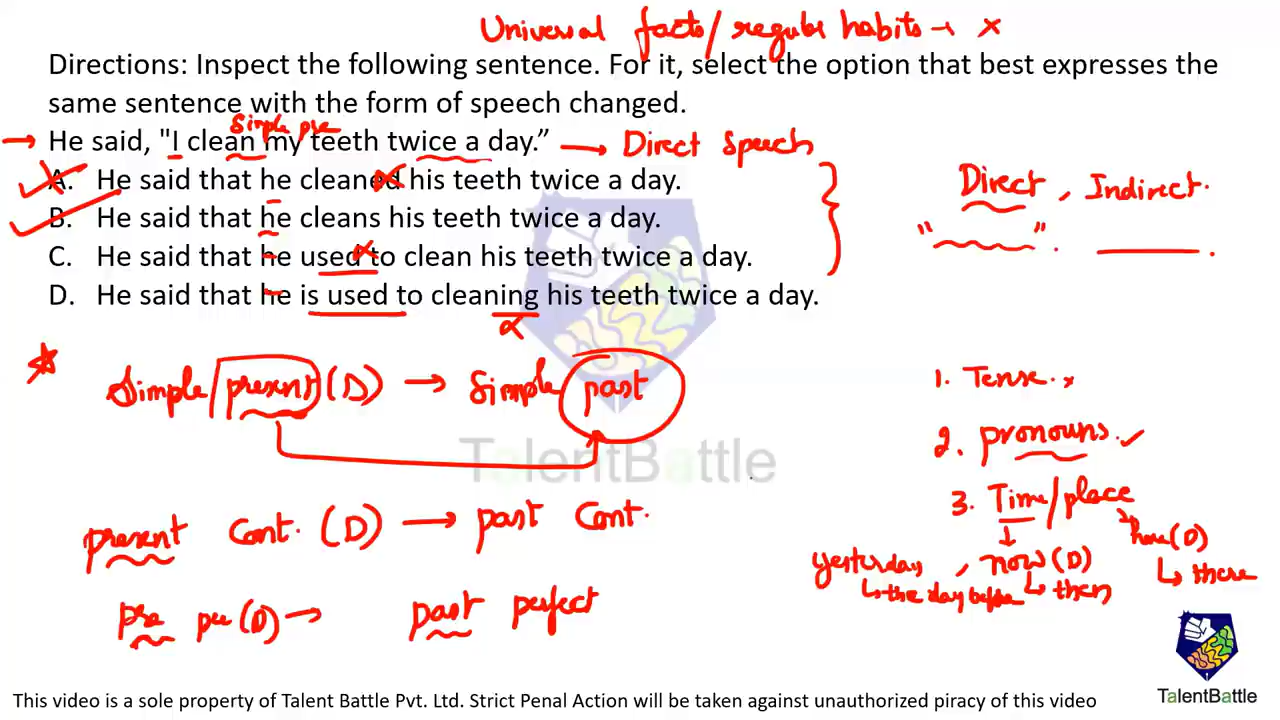 Universal facts/regular habits → ×
Directions: Inspect the following sentence. For it, select the option that best expresses the
same sentence with the form of speech changed.
Simple pre
He said, "I clean my teeth twice a day.” → Direct Speech
A. He said that he cleaned his teeth twice a day.
B. He said that he cleans his teeth twice a day.
C. He said that he used to clean his teeth twice a day.
D. He said that he is used to cleaning his teeth twice a day.
Direct, Indirect.
" ".
Simple present (D) → Simple past
1. Tense. ×
2. pronouns. ✓
TalentBattle
3. Time/place
present Cont. (D) → past Cont.
here(D)
↳ there
yesterday, now (D)
↳ the day before ↳ then
pre per (D) → past perfect
TalentBattle
This video is a sole property of Talent Battle Pvt. Ltd. Strict Penal Action will be taken against unauthorized piracy of this video